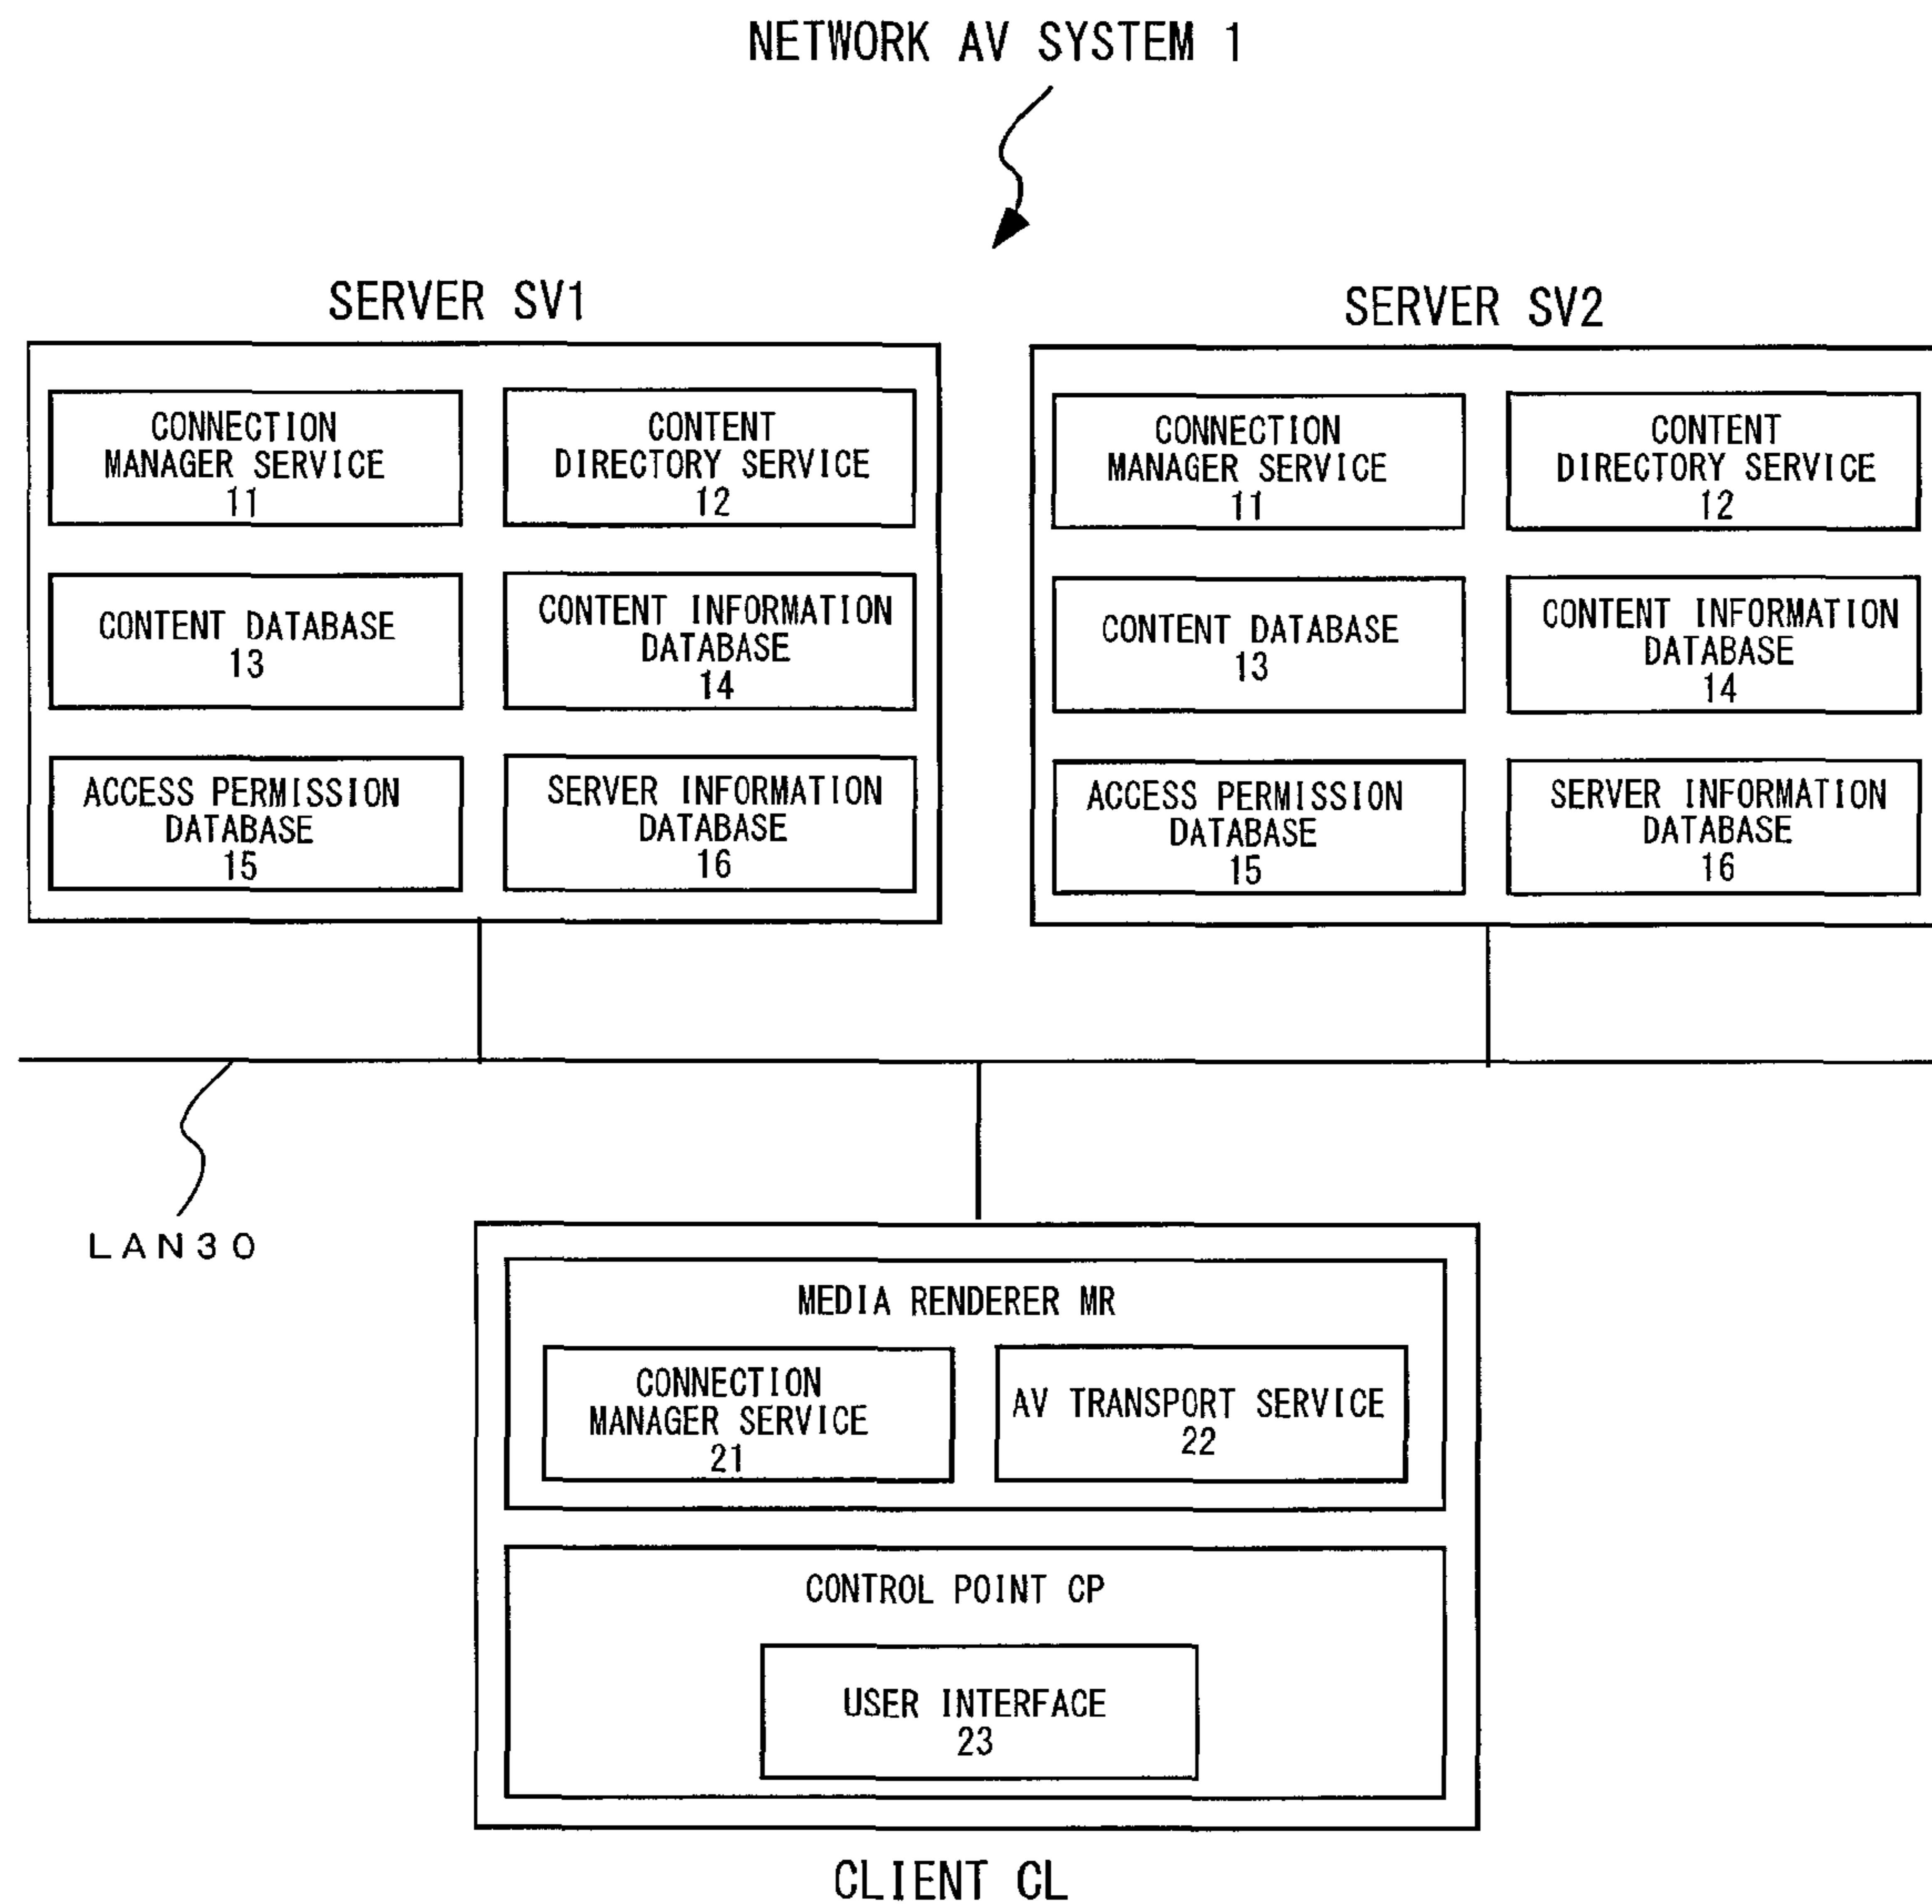 NETWORK AV SYSTEM 1
SERVER SV1
CONNECTION
MANAGER SERVICE
11
CONTENT
DIRECTORY SERVICE
12
CONTENT DATABASE
13
CONTENT INFORMATION
DATABASE
14
ACCESS PERMISSION
DATABASE
15
SERVER INFORMATION
DATABASE
16
SERVER SV2
CONNECTION
MANAGER SERVICE
11
CONTENT
DIRECTORY SERVICE
12
CONTENT DATABASE
13
CONTENT INFORMATION
DATABASE
14
ACCESS PERMISSION
DATABASE
15
SERVER INFORMATION
DATABASE
16
LAN30
MEDIA RENDERER MR
CONNECTION
MANAGER SERVICE
21
AV TRANSPORT SERVICE
22
CONTROL POINT CP
USER INTERFACE
23
CLIENT CL